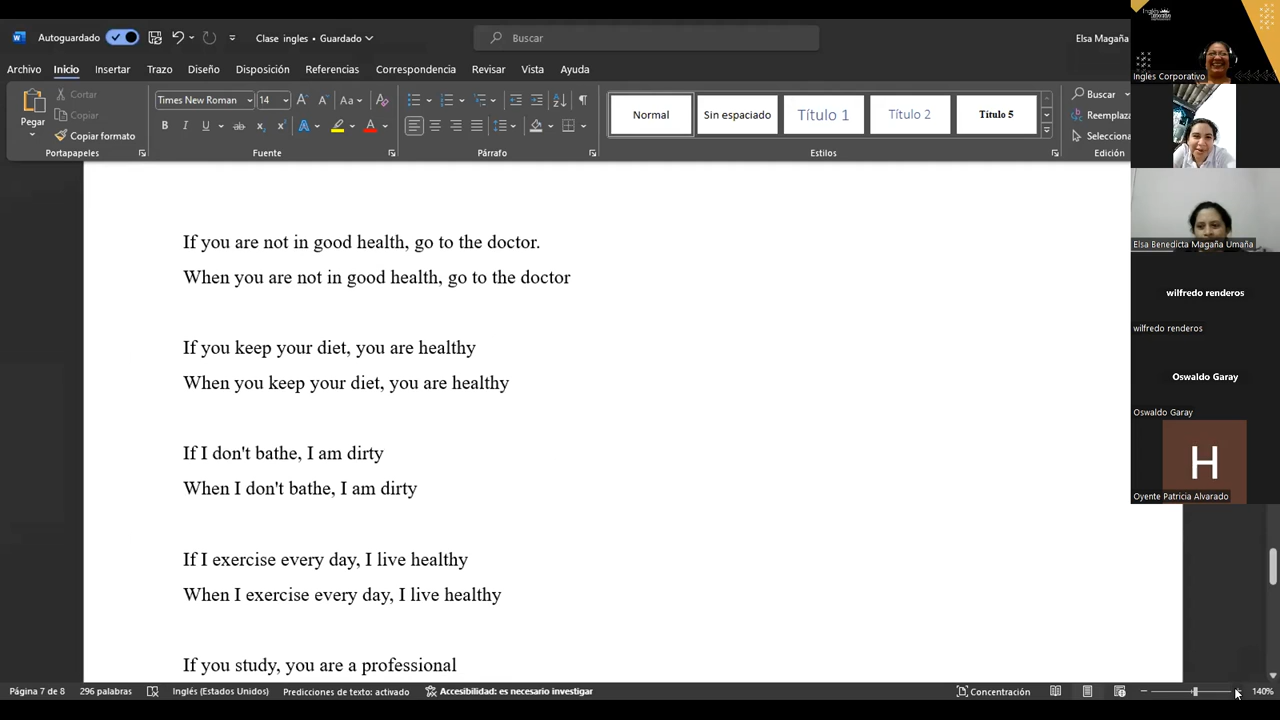 Autoguardado
Clase ingles • Guardado
Buscar
Elsa Magaña
Archivo Inicio Insertar Trazo Diseño Disposición Referencias Correspondencia Revisar Vista Ayuda
Pegar
Cortar
Copiar
Copiar formato
Portapapeles
Times New Roman 14
Fuente
Párrafo
Normal Sin espaciado Título 1 Título 2 Título 5
Estilos
Buscar
Reemplaza
Selecciona
Edición
If you are not in good health, go to the doctor.
When you are not in good health, go to the doctor
If you keep your diet, you are healthy
When you keep your diet, you are healthy
If I don't bathe, I am dirty
When I don't bathe, I am dirty
If I exercise every day, I live healthy
When I exercise every day, I live healthy
If you study, you are a professional
Inglés Corporativo
Elsa Benedicta Magaña Umaña
wilfredo renderos
wilfredo renderos
Oswaldo Garay
Oswaldo Garay
H
Oyente Patricia Alvarado
Página 7 de 8 296 palabras Inglés (Estados Unidos) Predicciones de texto: activado Accesibilidad: es necesario investigar Concentración 140%